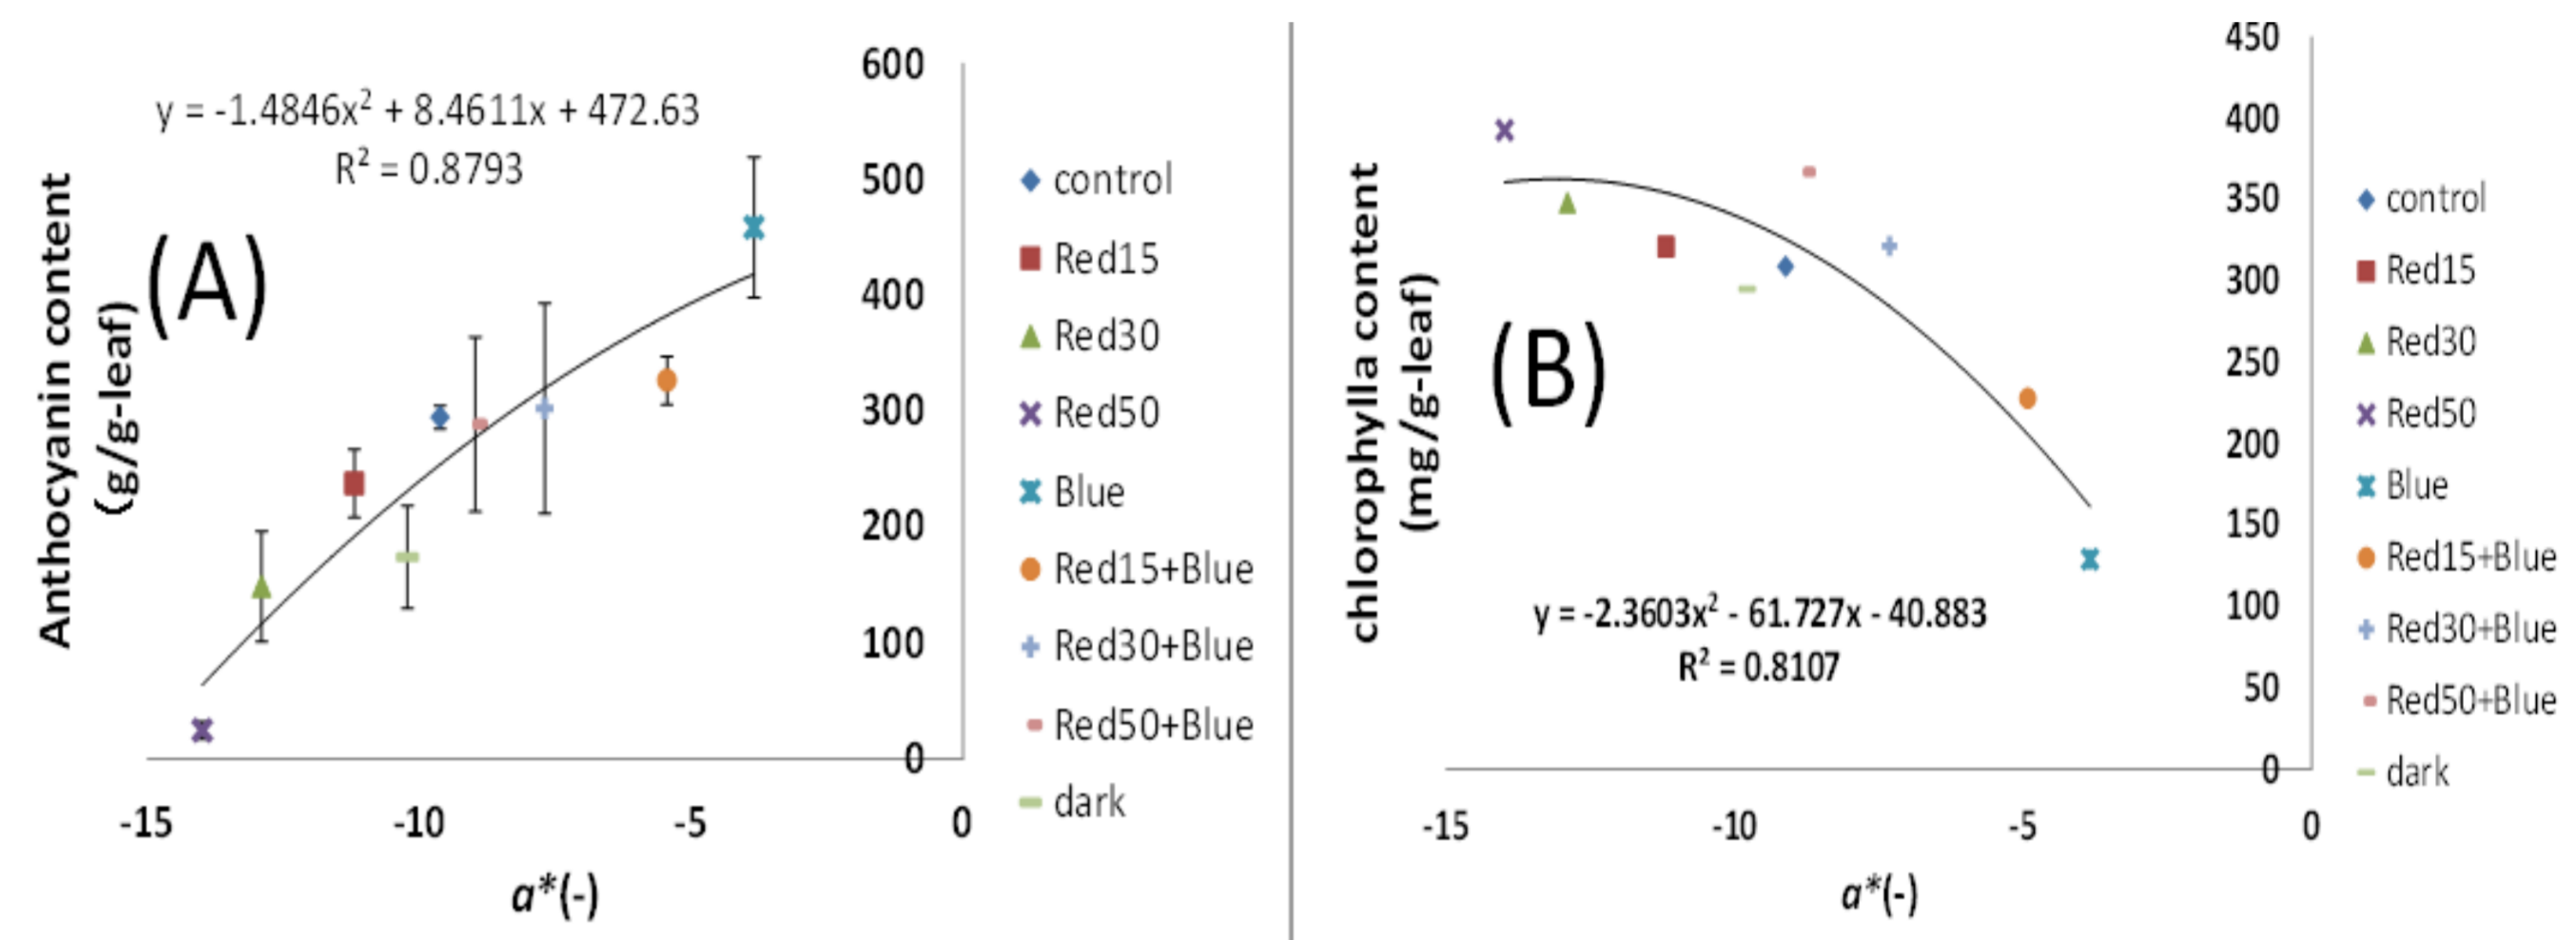 y = -1.4846x² + 8.4611x + 472.63
R² = 0.8793
(A)
Anthocyanin content
(g/g-leaf)
600
500
400
300
200
100
0
-15
-10
-5
0
a*(-)
control
Red15
Red30
Red50
Blue
Red15+Blue
Red30+Blue
Red50+Blue
dark
chlorophylla content
(mg/g-leaf)
(B)
450
400
350
300
250
200
150
100
50
0
y = -2.3603x² - 61.727x - 40.883
R² = 0.8107
-15
-10
-5
0
a*(-)
control
Red15
Red30
Red50
Blue
Red15+Blue
Red30+Blue
Red50+Blue
dark